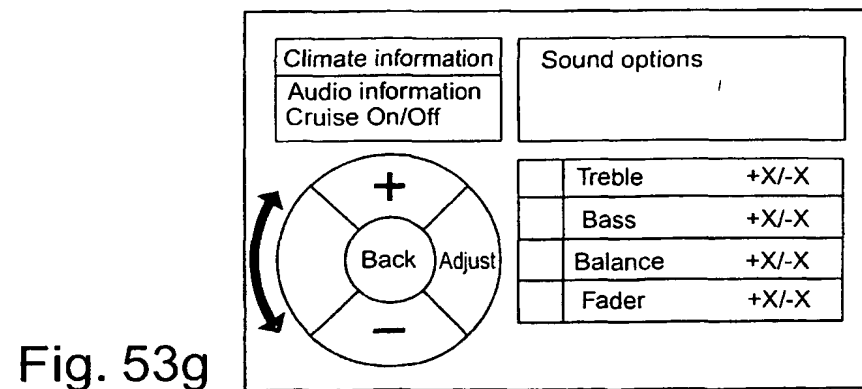 Climate information
Audio information
Cruise On/Off
Sound options
+
Back
Adjust
−
Treble +X/-X
Bass +X/-X
Balance +X/-X
Fader +X/-X
Fig. 53g